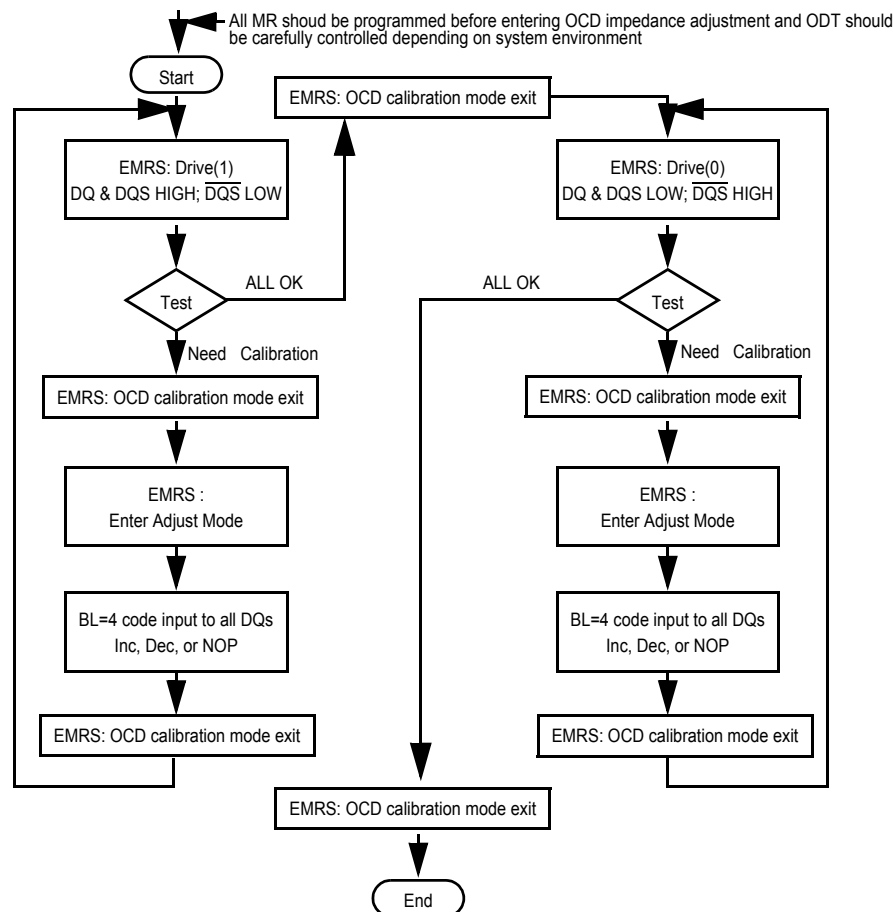 All MR shoud be programmed before entering OCD impedance adjustment and ODT should
be carefully controlled depending on system environment
Start
EMRS: OCD calibration mode exit
EMRS: Drive(1)
DQ & DQS HIGH; DQS LOW
EMRS: Drive(0)
DQ & DQS LOW; DQS HIGH
Test
ALL OK
ALL OK
Test
Need Calibration
Need Calibration
EMRS: OCD calibration mode exit
EMRS: OCD calibration mode exit
EMRS :
Enter Adjust Mode
EMRS :
Enter Adjust Mode
BL=4 code input to all DQs
Inc, Dec, or NOP
BL=4 code input to all DQs
Inc, Dec, or NOP
EMRS: OCD calibration mode exit
EMRS: OCD calibration mode exit
EMRS: OCD calibration mode exit
End